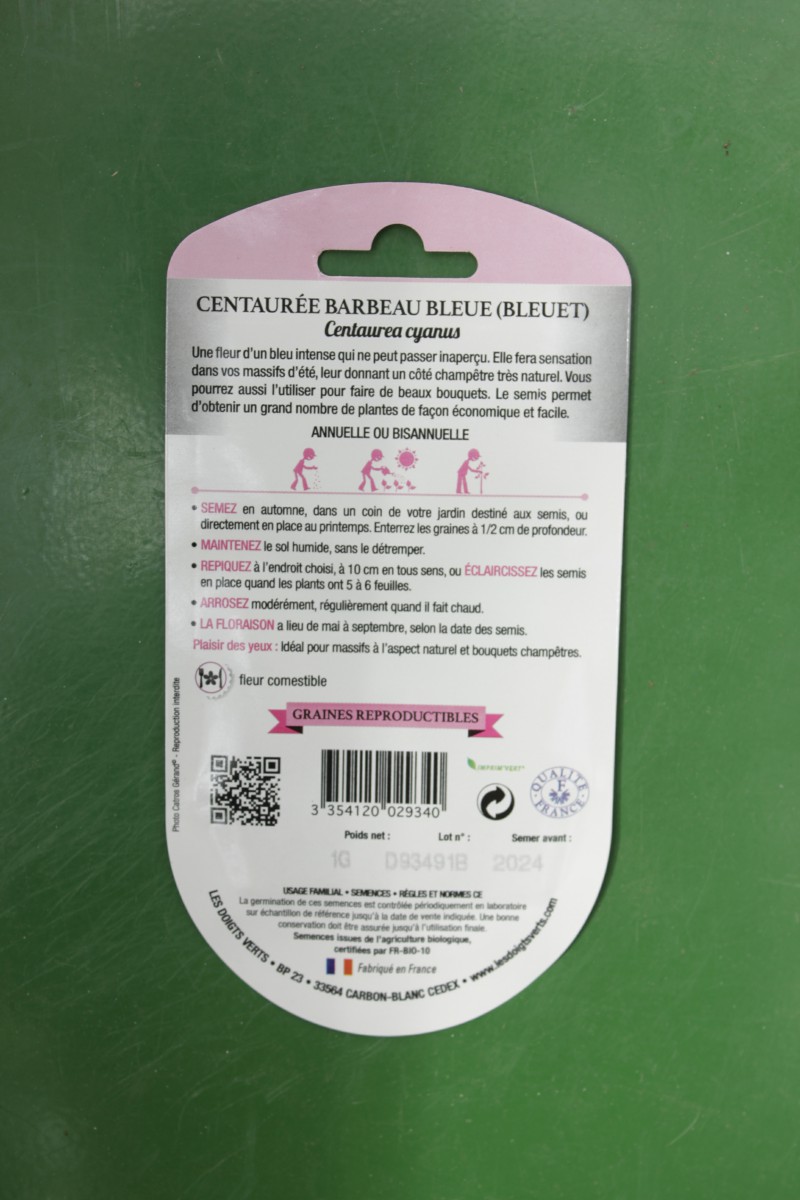 CENTAURÉE BARBEAU BLEUE (BLEUET)
Centaurea cyanus
Une fleur d'un bleu intense qui ne peut passer inaperçu. Elle fera sensation
dans vos massifs d'été, leur donnant un côté champêtre très naturel. Vous
pourrez aussi l'utiliser pour faire de beaux bouquets. Le semis permet
d'obtenir un grand nombre de plantes de façon économique et facile.
ANNUELLE OU BISANNUELLE
• SEMEZ en automne, dans un coin de votre jardin destiné aux semis, ou
directement en place au printemps. Enterrez les graines à 1/2 cm de profondeur.
• MAINTENEZ le sol humide, sans le détremper.
• REPIQUEZ à l'endroit choisi, à 10 cm en tous sens, ou ÉCLAIRCISSEZ les semis
en place quand les plants ont 5 à 6 feuilles.
• ARROSEZ modérément, régulièrement quand il fait chaud.
• LA FLORAISON a lieu de mai à septembre, selon la date des semis.
Plaisir des yeux : Idéal pour massifs à l'aspect naturel et bouquets champêtres.
fleur comestible
Photo Catros Gérand® - Reproduction interdite
GRAINES REPRODUCTIBLES
3 354120 029340
IMPRIM'VERT®
QUALITÉ
F
FRANCE
Poids net : Lot n° : Semer avant :
1G D93491B 2024
USAGE FAMILIAL • SEMENCES • RÈGLES ET NORMES CE
La germination de ces semences est contrôlée périodiquement en laboratoire
sur échantillon de référence jusqu'à la date de vente indiquée. Une bonne
conservation doit être assurée jusqu'à l'utilisation finale.
Semences issues de l'agriculture biologique,
certifiées par FR-BIO-10
Fabriqué en France
LES DOIGTS VERTS • BP 23 • 33564 CARBON-BLANC CEDEX • www.lesdoigtsverts.com